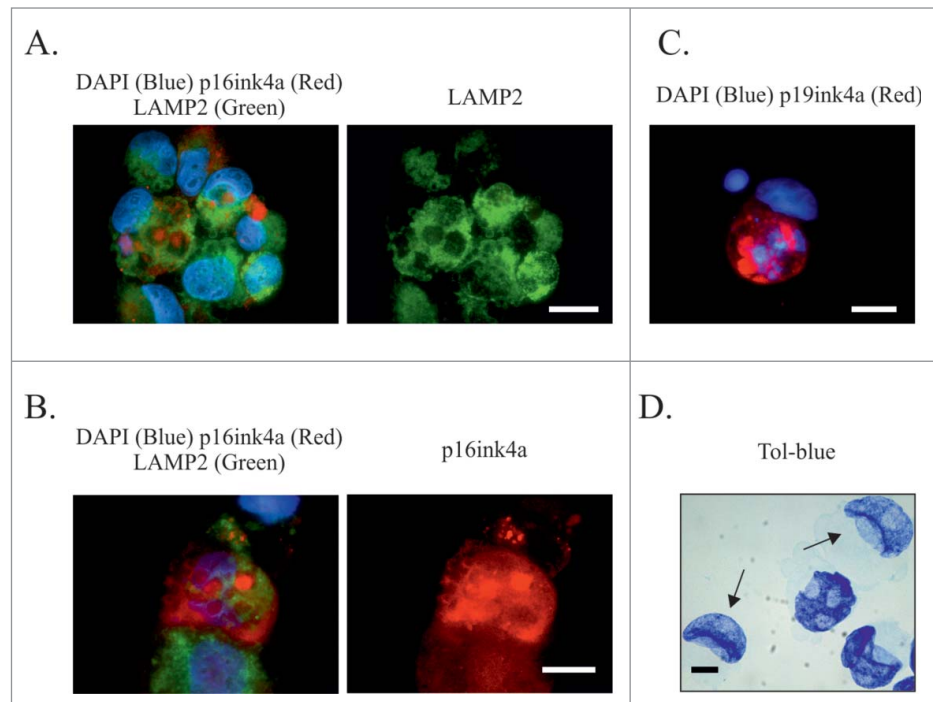 A.
DAPI (Blue) p16ink4a (Red)
LAMP2 (Green)
LAMP2
C.
DAPI (Blue) p19ink4a (Red)
B.
DAPI (Blue) p16ink4a (Red)
LAMP2 (Green)
p16ink4a
D.
Tol-blue